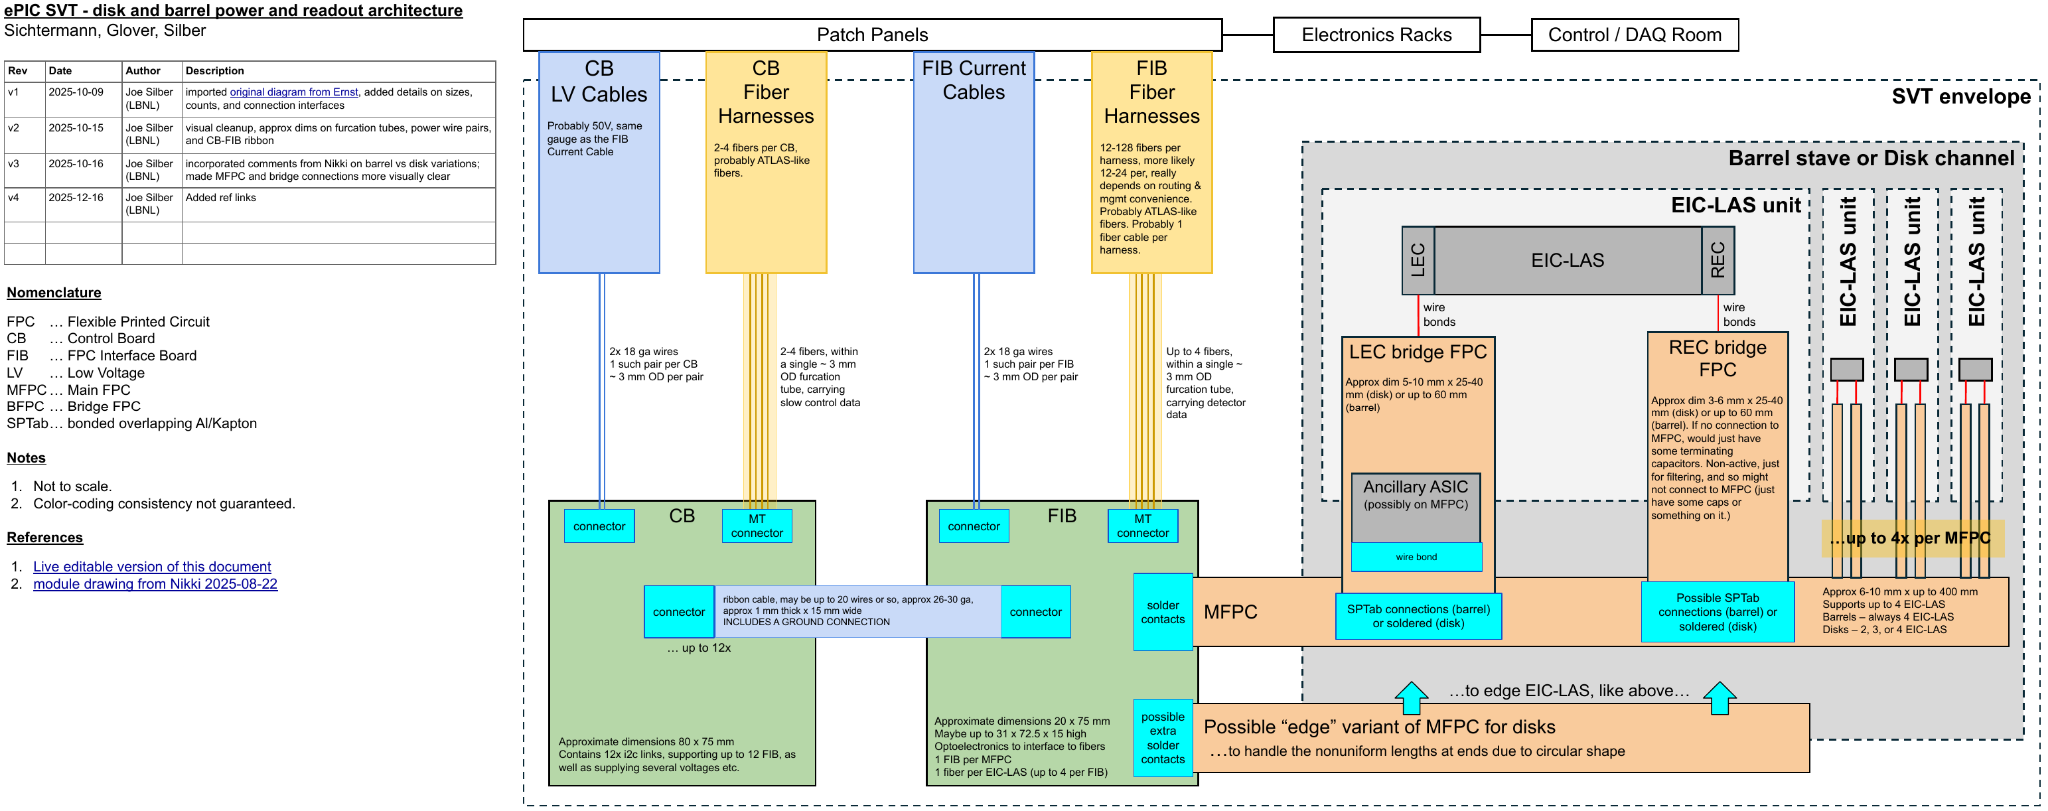 ePIC SVT - disk and barrel power and readout architecture
Sichtermann, Glover, Silber
Rev Date Author Description
v1 2025-10-09 Joe Silber (LBNL) imported original diagram from Ernst, added details on sizes,
counts, and connection interfaces
v2 2025-10-15 Joe Silber (LBNL) visual cleanup, approx dims on furcation tubes, power wire pairs,
and CB-FIB ribbon
v3 2025-10-16 Joe Silber (LBNL) incorporated comments from Nikki on barrel vs disk variations;
made MFPC and bridge connections more visually clear
v4 2025-12-16 Joe Silber (LBNL) Added ref links
Nomenclature
FPC … Flexible Printed Circuit
CB … Control Board
FIB … FPC Interface Board
LV … Low Voltage
MFPC … Main FPC
BFPC … Bridge FPC
SPTab… bonded overlapping Al/Kapton
Notes
1. Not to scale.
2. Color-coding consistency not guaranteed.
References
1. Live editable version of this document
2. module drawing from Nikki 2025-08-22
Patch Panels
Electronics Racks
Control / DAQ Room
SVT envelope
CB
LV Cables
Probably 50V, same
gauge as the FIB
Current Cable
CB
Fiber
Harnesses
2-4 fibers per CB,
probably ATLAS-like
fibers.
FIB Current
Cables
FIB
Fiber
Harnesses
12-128 fibers per
harness, more likely
12-24 per, really
depends on routing &
mgmt convenience.
Probably ATLAS-like
fibers. Probably 1
fiber cable per
harness.
2x 18 ga wires
1 such pair per CB
~ 3 mm OD per pair
2-4 fibers, within
a single ~ 3 mm
OD furcation
tube, carrying
slow control data
2x 18 ga wires
1 such pair per FIB
~ 3 mm OD per pair
Up to 4 fibers,
within a single ~
3 mm OD
furcation tube,
carrying detector
data
CB
connector
MT
connector
connector
ribbon cable, may be up to 20 wires or so, approx 26-30 ga,
approx 1 mm thick x 15 mm wide
INCLUDES A GROUND CONNECTION
connector
… up to 12x
Approximate dimensions 80 x 75 mm
Contains 12x i2c links, supporting up to 12 FIB, as
well as supplying several voltages etc.
FIB
connector
MT
connector
solder
contacts
possible
extra
solder
contacts
Approximate dimensions 20 x 75 mm
Maybe up to 31 x 72.5 x 15 high
Optoelectronics to interface to fibers
1 FIB per MFPC
1 fiber per EIC-LAS (up to 4 per FIB)
Barrel stave or Disk channel
EIC-LAS unit
LEC
EIC-LAS
REC
wire
bonds
wire
bonds
LEC bridge FPC
Approx dim 5-10 mm x 25-40
mm (disk) or up to 60 mm
(barrel)
Ancillary ASIC
(possibly on MFPC)
wire bond
SPTab connections (barrel)
or soldered (disk)
REC bridge
FPC
Approx dim 3-6 mm x 25-40
mm (disk) or up to 60 mm
(barrel). If no connection to
MFPC, would just have
some terminating
capacitors. Non-active, just
for filtering, and so might
not connect to MFPC (just
have some caps or
something on it.)
Possible SPTab
connections (barrel) or
soldered (disk)
EIC-LAS unit
EIC-LAS unit
EIC-LAS unit
…up to 4x per MFPC
MFPC
Approx 6-10 mm x up to 400 mm
Supports up to 4 EIC-LAS
Barrels – always 4 EIC-LAS
Disks – 2, 3, or 4 EIC-LAS
…to edge EIC-LAS, like above…
Possible “edge” variant of MFPC for disks
…to handle the nonuniform lengths at ends due to circular shape